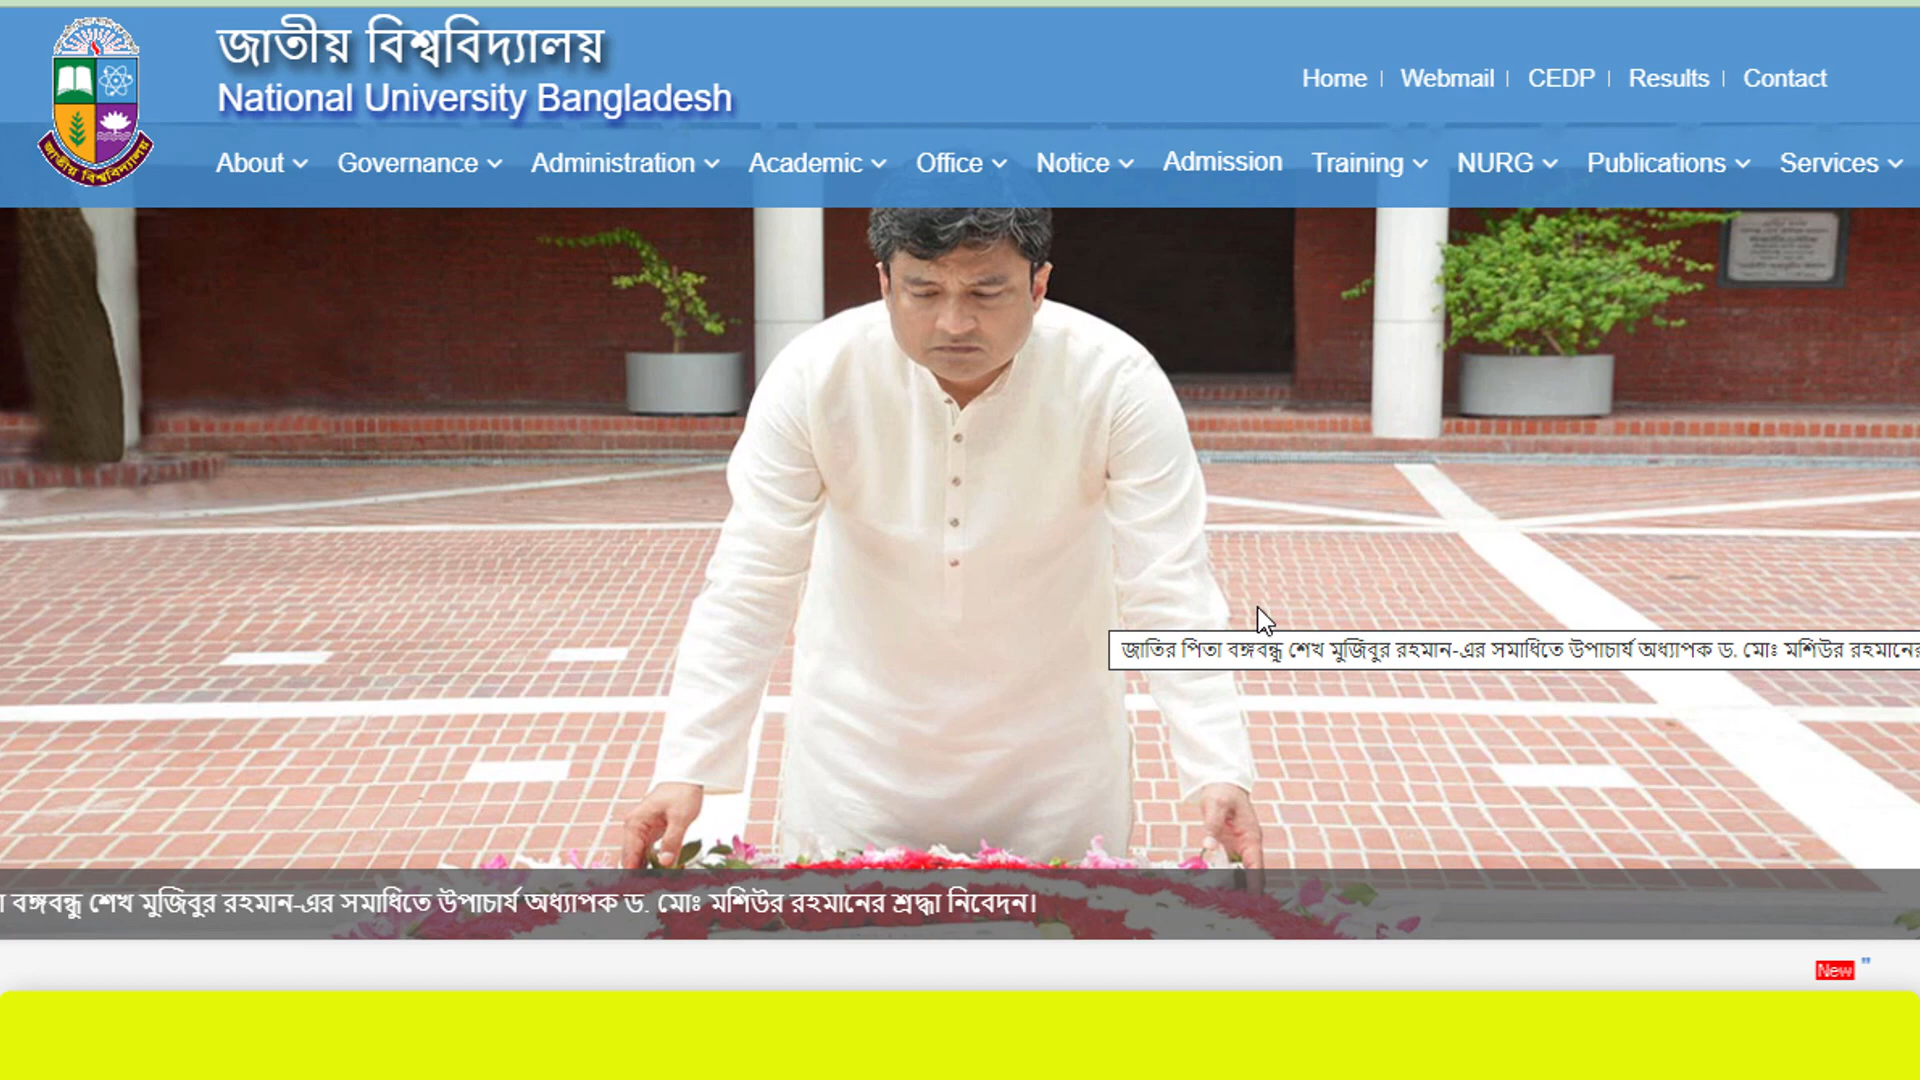 জাতীয় বিশ্ববিদ্যালয়
National University Bangladesh
Home | Webmail | CEDP | Results | Contact
জাতীয় বিশ্ববিদ্যালয়
About Governance Administration Academic Office Notice Admission Training NURG Publications Services
জাতির পিতা বঙ্গবন্ধু শেখ মুজিবুর রহমান-এর সমাধিতে উপাচার্য অধ্যাপক ড. মোঃ মশিউর রহমানের
বঙ্গবন্ধু শেখ মুজিবুর রহমান-এর সমাধিতে উপাচার্য অধ্যাপক ড. মোঃ মশিউর রহমানের শ্রদ্ধা নিবেদন।
New "